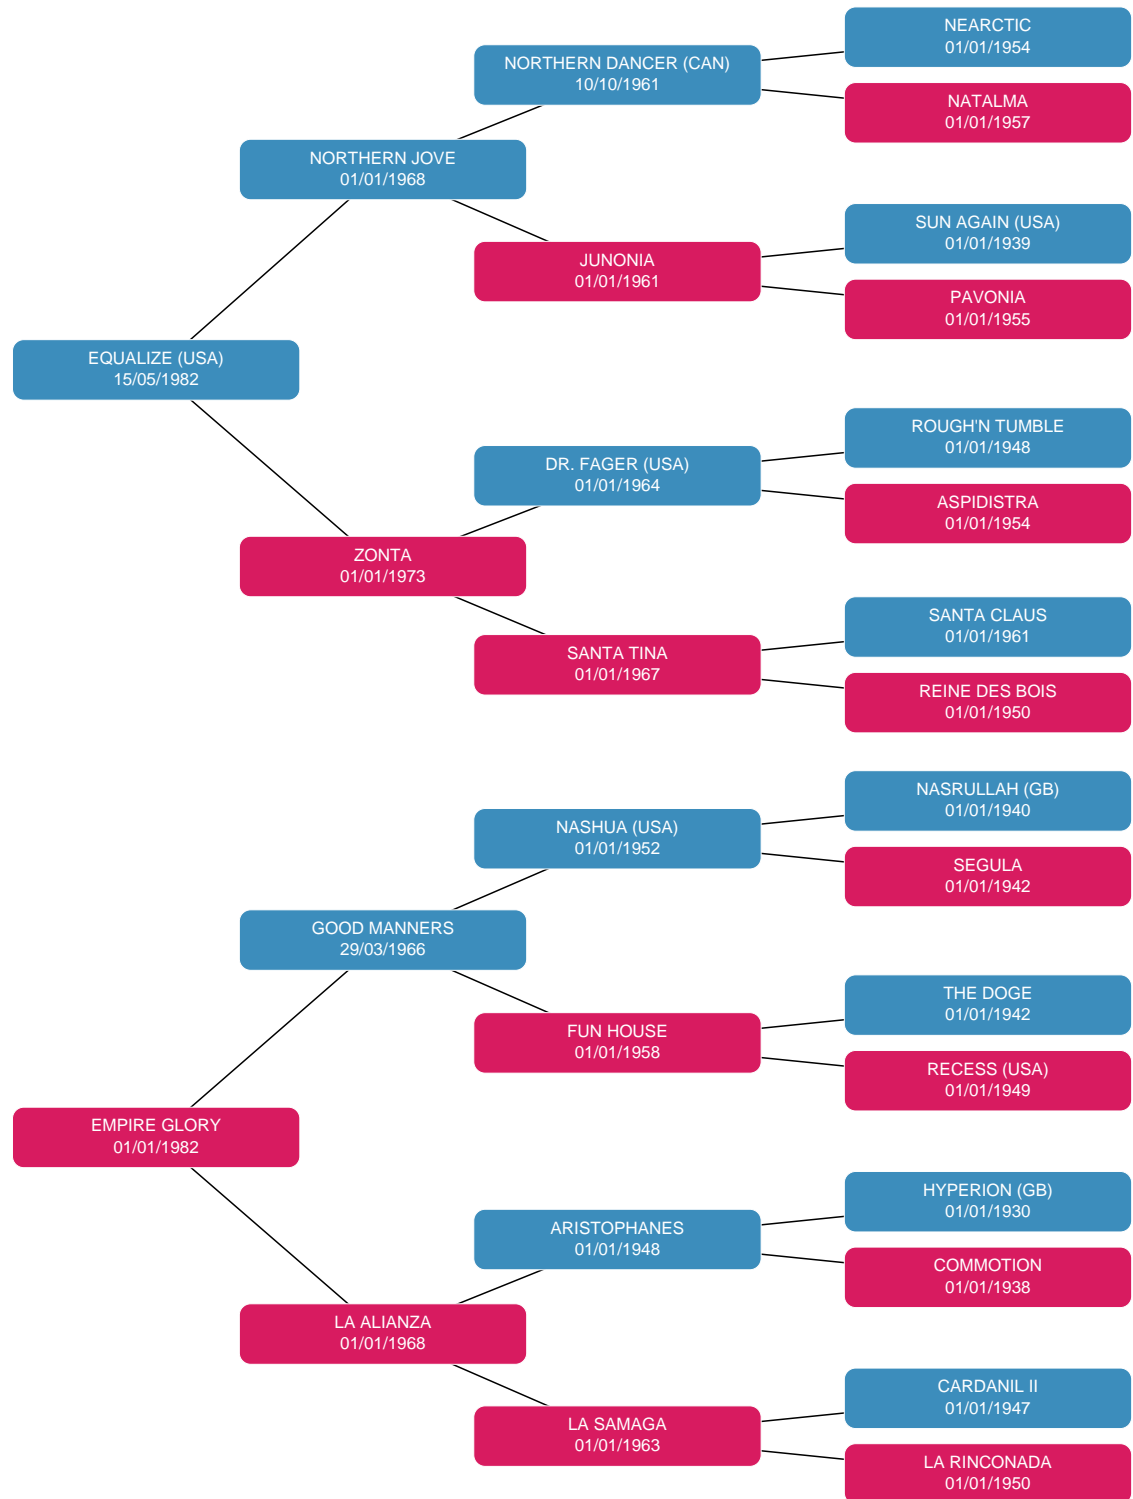 NEARCTIC
01/01/1954
NORTHERN DANCER (CAN)
10/10/1961
NATALMA
01/01/1957
NORTHERN JOVE
01/01/1968
SUN AGAIN (USA)
01/01/1939
JUNONIA
01/01/1961
PAVONIA
01/01/1955
EQUALIZE (USA)
15/05/1982
ROUGH'N TUMBLE
01/01/1948
DR. FAGER (USA)
01/01/1964
ASPIDISTRA
01/01/1954
ZONTA
01/01/1973
SANTA CLAUS
01/01/1961
SANTA TINA
01/01/1967
REINE DES BOIS
01/01/1950
NASRULLAH (GB)
01/01/1940
NASHUA (USA)
01/01/1952
SEGULA
01/01/1942
GOOD MANNERS
29/03/1966
THE DOGE
01/01/1942
FUN HOUSE
01/01/1958
RECESS (USA)
01/01/1949
EMPIRE GLORY
01/01/1982
HYPERION (GB)
01/01/1930
ARISTOPHANES
01/01/1948
COMMOTION
01/01/1938
LA ALIANZA
01/01/1968
CARDANIL II
01/01/1947
LA SAMAGA
01/01/1963
LA RINCONADA
01/01/1950